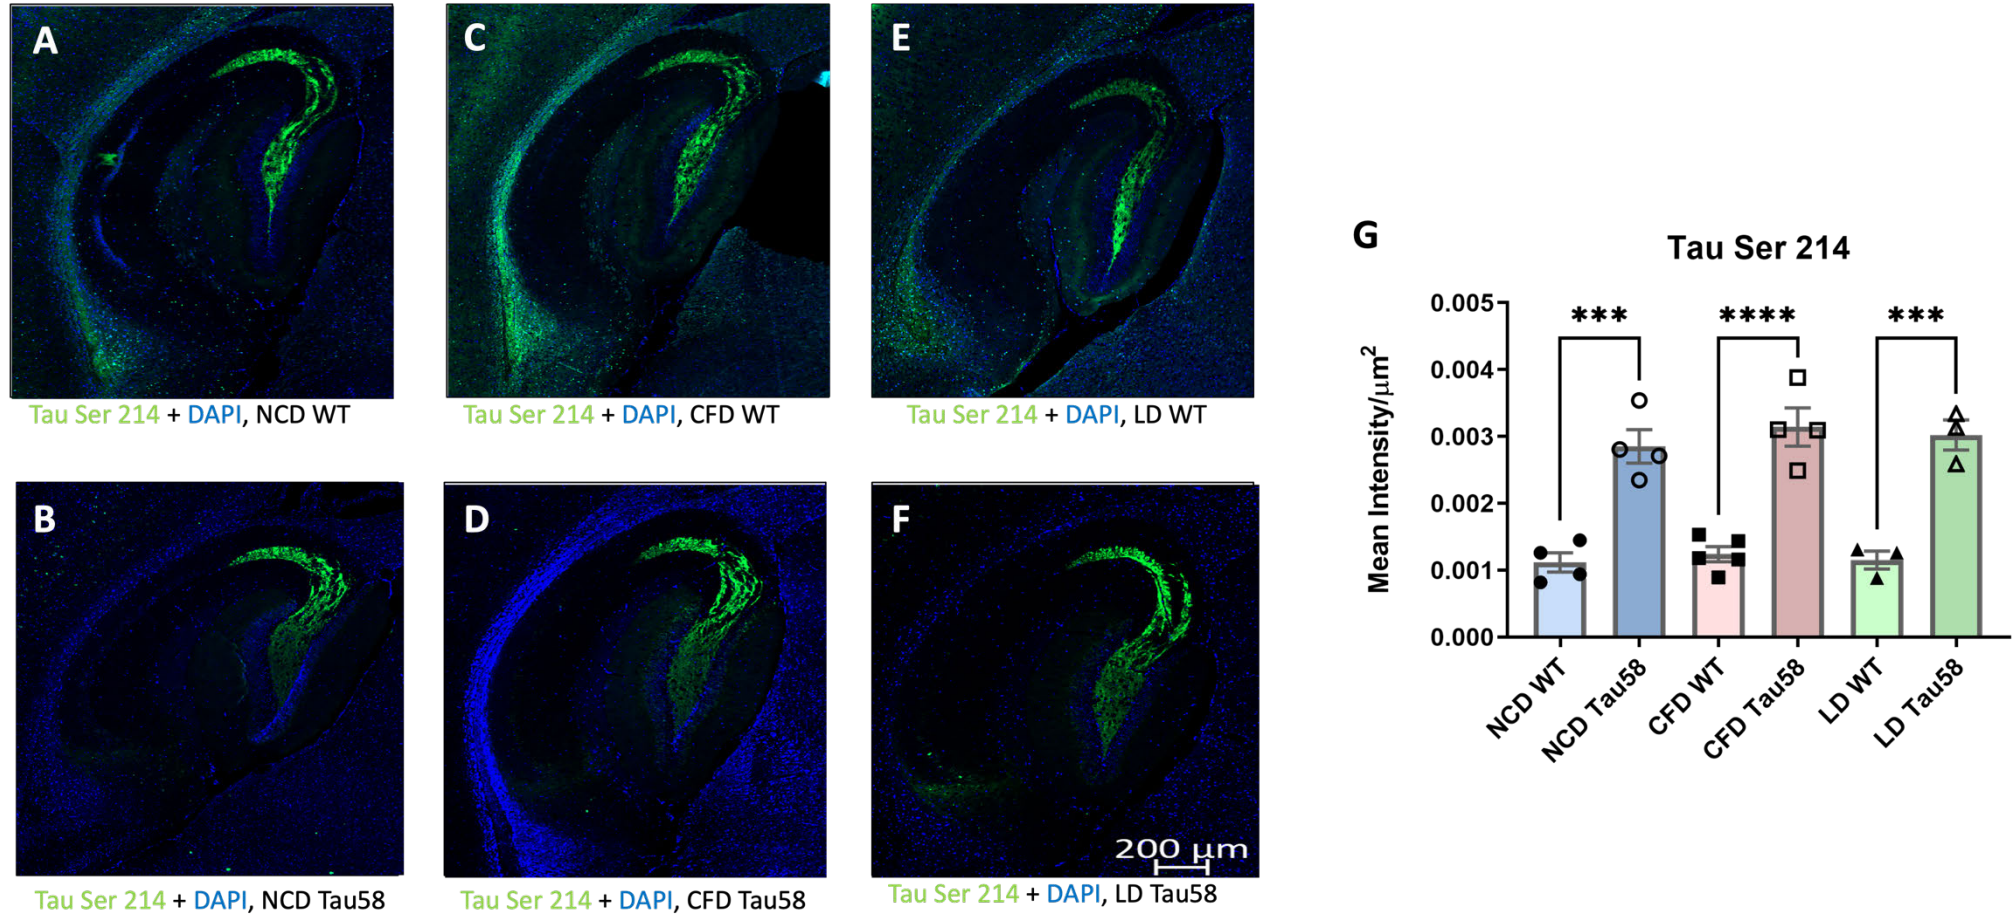 A
C
E
Tau Ser 214 + DAPI, NCD WT
Tau Ser 214 + DAPI, CFD WT
Tau Ser 214 + DAPI, LD WT
B
D
F
200 µm
Tau Ser 214 + DAPI, NCD Tau58
Tau Ser 214 + DAPI, CFD Tau58
Tau Ser 214 + DAPI, LD Tau58
G
Tau Ser 214
Mean Intensity/µm²
0.005
0.004
0.003
0.002
0.001
0.000
*** **** ***
NCD WT
NCD Tau58
CFD WT
CFD Tau58
LD WT
LD Tau58